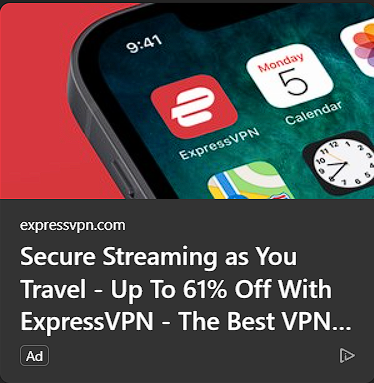 9:41
Monday
5
ExpressVPN
Calendar
expressvpn.com
Secure Streaming as You
Travel - Up To 61% Off With
ExpressVPN - The Best VPN...
Ad